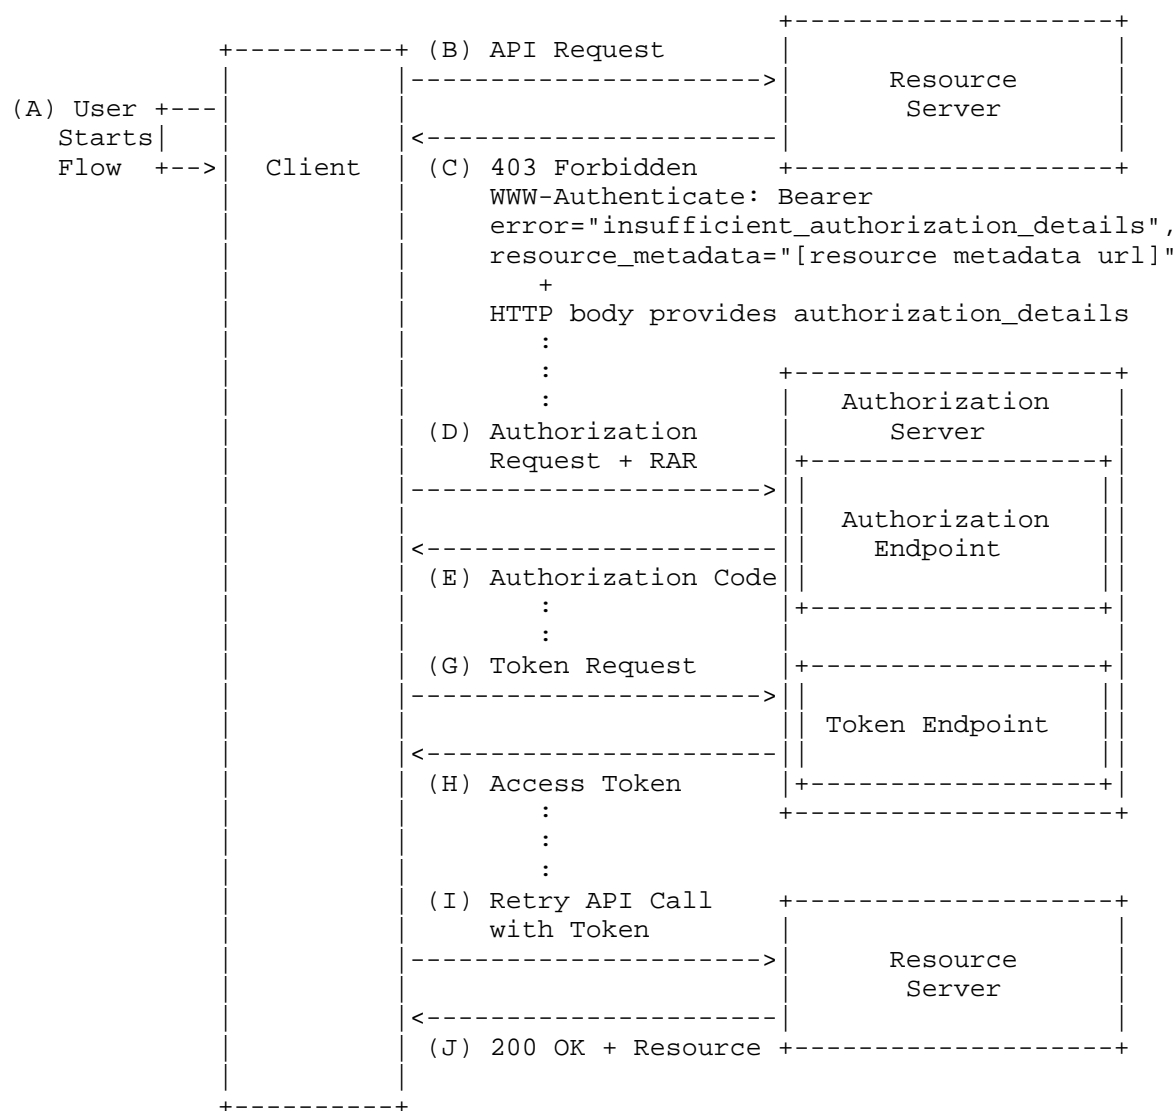 (B) API Request
Resource
(A) User
Server
Starts
Flow
Client
(C) 403 Forbidden
WWW-Authenticate: Bearer
error="insufficient_authorization_details",
resource_metadata="[resource metadata url]"
+
HTTP body provides authorization_details
:
:
:
Authorization
(D) Authorization
Server
Request + RAR
Authorization
Endpoint
(E) Authorization Code
:
:
(G) Token Request
Token Endpoint
(H) Access Token
:
:
:
(I) Retry API Call
with Token
Resource
Server
(J) 200 OK + Resource